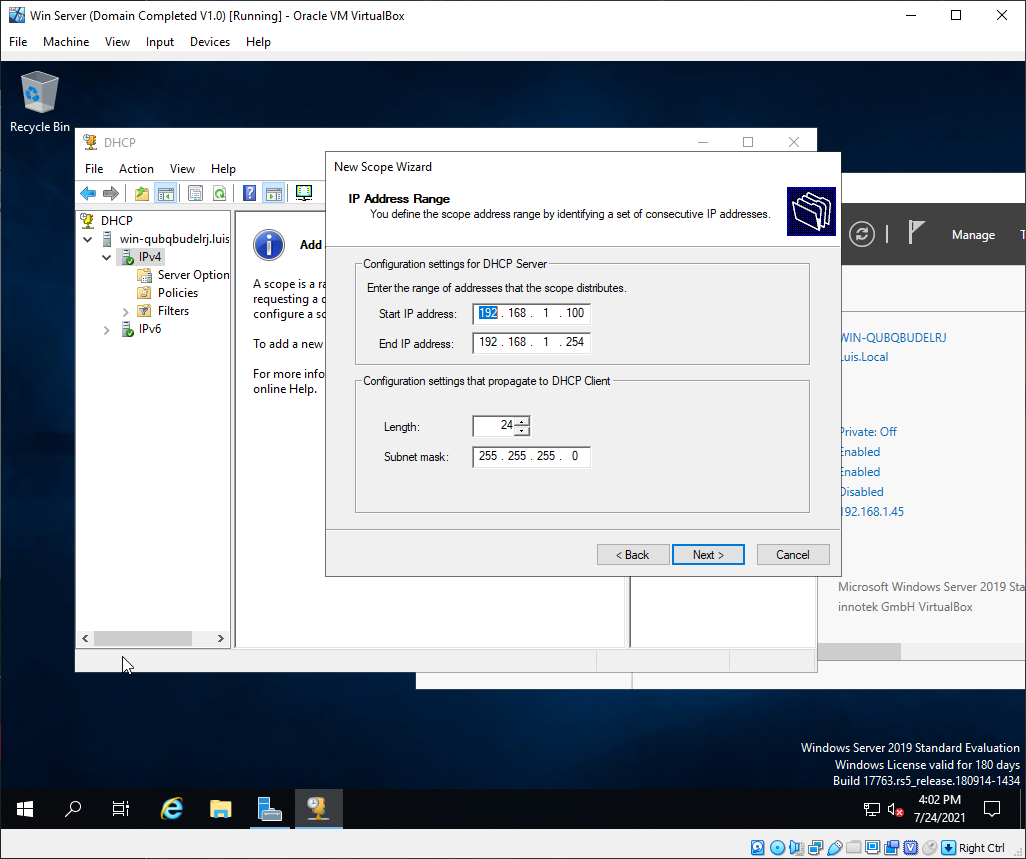 Win Server (Domain Completed V1.0) [Running] - Oracle VM VirtualBox
File Machine View Input Devices Help
Recycle Bin
DHCP
File Action View Help
DHCP
win-qubqbudelrj.luis
IPv4
Server Option
Policies
Filters
IPv6
Add
A scope is a ra
requesting a
configure a sc
To add a new
For more info
online Help.
New Scope Wizard
IP Address Range
You define the scope address range by identifying a set of consecutive IP addresses.
Configuration settings for DHCP Server
Enter the range of addresses that the scope distributes.
Start IP address: 192 . 168 . 1 . 100
End IP address: 192 . 168 . 1 . 254
Configuration settings that propagate to DHCP Client
Length: 24
Subnet mask: 255 . 255 . 255 . 0
< Back Next > Cancel
Manage
WIN-QUBQBUDELRJ
Luis.Local
Private: Off
Enabled
Enabled
Disabled
192.168.1.45
Microsoft Windows Server 2019 Sta
innotek GmbH VirtualBox
Windows Server 2019 Standard Evaluation
Windows License valid for 180 days
Build 17763.rs5_release.180914-1434
4:02 PM
7/24/2021
Right Ctrl